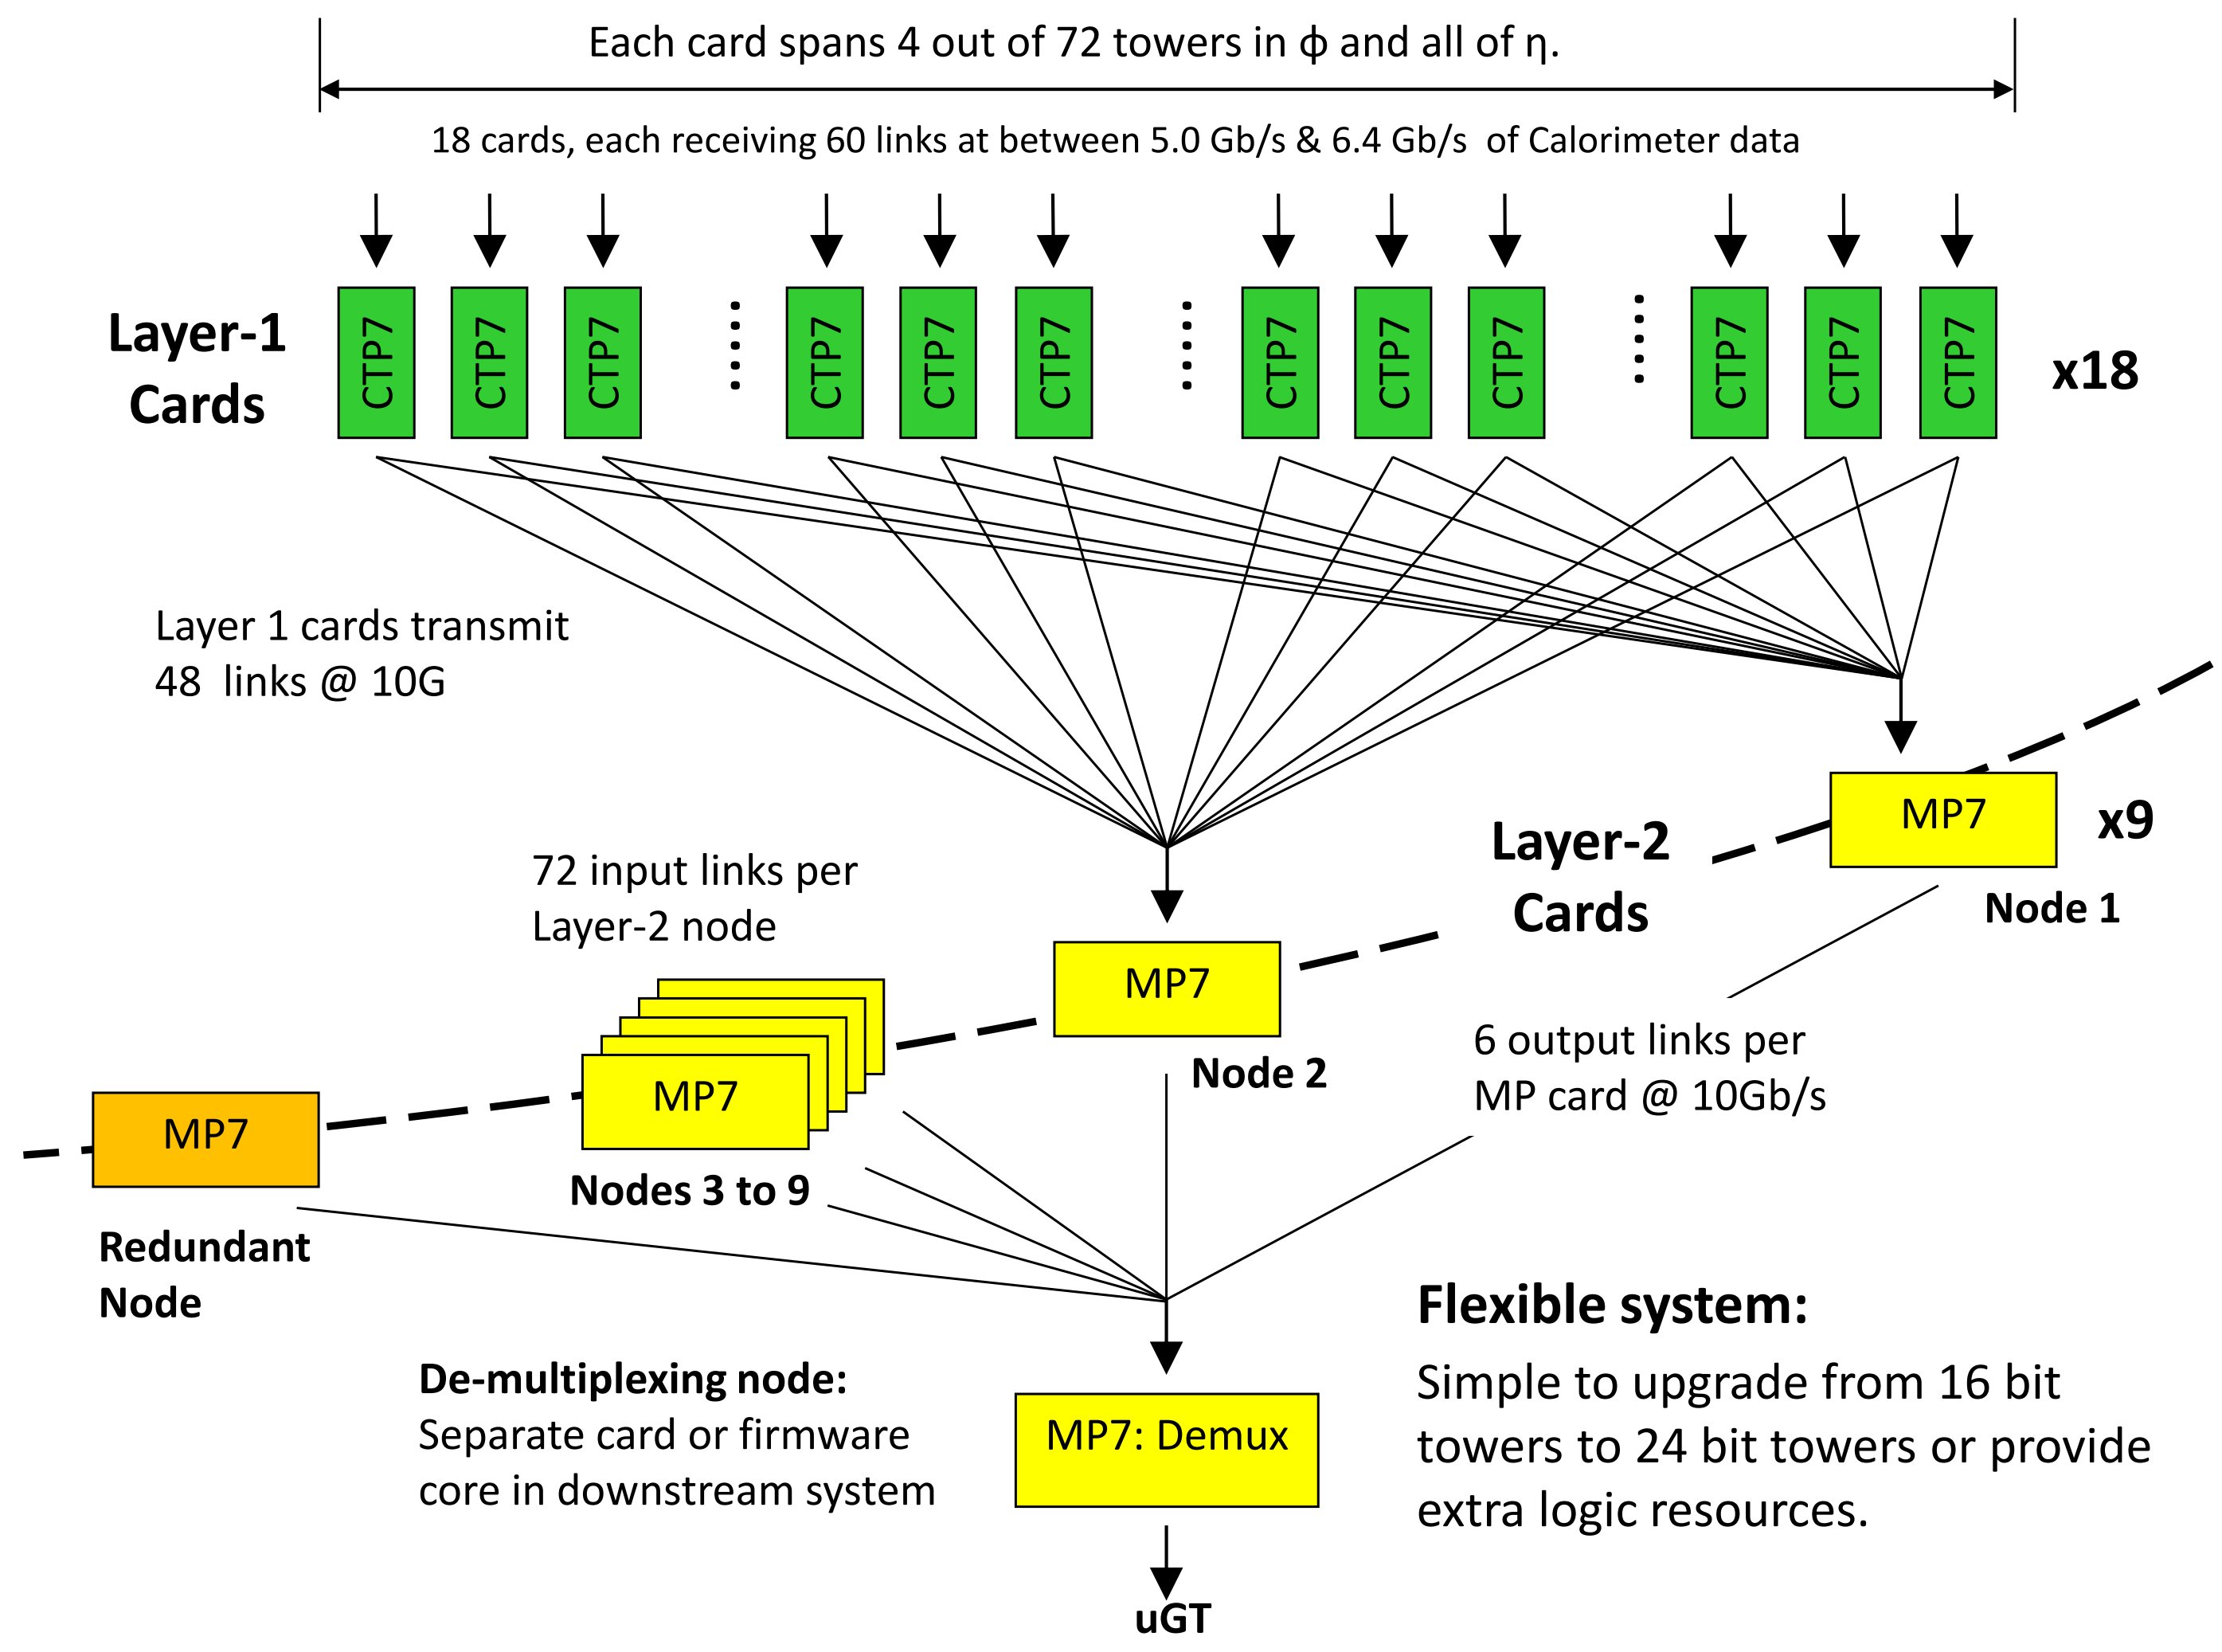 Each card spans 4 out of 72 towers in ϕ and all of η.
18 cards, each receiving 60 links at between 5.0 Gb/s & 6.4 Gb/s of Calorimeter data
Layer-1
Cards
CTP7
CTP7
CTP7
CTP7
CTP7
CTP7
CTP7
CTP7
CTP7
CTP7
CTP7
CTP7
x18
Layer 1 cards transmit
48 links @ 10G
MP7
x9
Node 1
Layer-2
Cards
72 input links per
Layer-2 node
MP7
Node 2
6 output links per
MP card @ 10Gb/s
MP7
Nodes 3 to 9
MP7
Redundant
Node
De-multiplexing node:
Separate card or firmware
core in downstream system
MP7: Demux
uGT
Flexible system:
Simple to upgrade from 16 bit
towers to 24 bit towers or provide
extra logic resources.